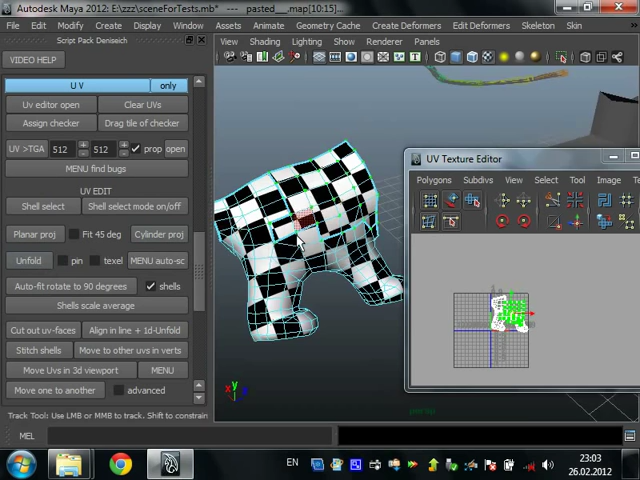 Autodesk Maya 2012: E:\zzz\sceneForTests.mb* --- pasted__.map[10:15]...
File Edit Modify Create Display Window Assets Animate Geometry Cache Create Deformers Edit Deformers Skeleton Skin
Script Pack Deniseich
View Shading Lighting Show Renderer Panels
VIDEO HELP
U V only
Uv editor open Clear UVs
Assign checker Drag tile of checker
UV >TGA 512 512 prop open
MENU find bugs
UV EDIT
Shell select Shell select mode on/off
Planar proj Fit 45 deg Cylinder proj
Unfold pin texel MENU auto-sc
Auto-fit rotate to 90 degrees shells
Shells scale average
Cut out uv-faces Align in line + 1d-Unfold
Stitch shells Move to other uvs in verts
Move Uvs in 3d viewport MENU
Move one to another advanced
UV Texture Editor
Polygons Subdivs View Select Tool Image
y
x z
Track Tool: Use LMB or MMB to track. Shift to constrain
MEL
EN
23:03
26.02.2012